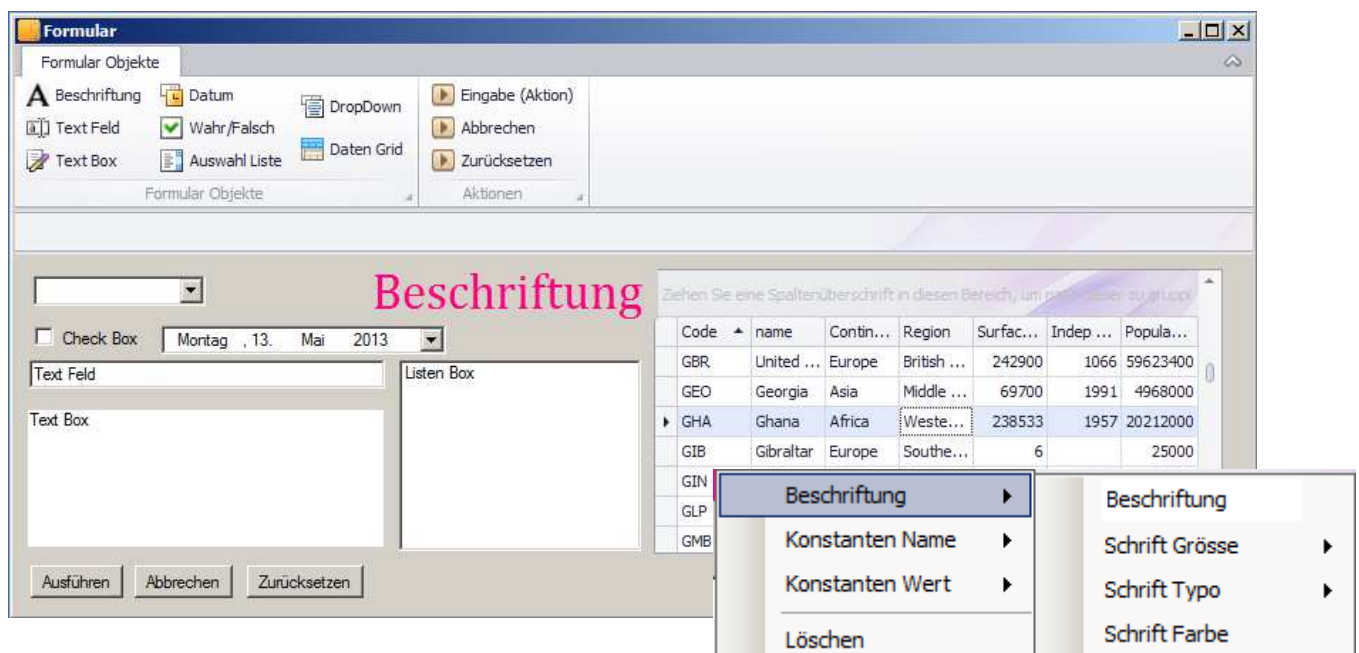 Formular
Formular Objekte
Beschriftung Datum DropDown Eingabe (Aktion)
Text Feld Wahr/Falsch Abbrechen
Text Box Auswahl Liste Daten Grid Zurücksetzen
Formular Objekte Aktionen
Beschriftung
Ziehen Sie eine Spaltenüberschrift in diesen Bereich, um
Check Box Montag , 13. Mai 2013
Text Feld
Listen Box
Text Box
Code name Contin... Region Surfac... Indep ... Popula...
GBR United ... Europe British ... 242900 1066 59623400
GEO Georgia Asia Middle ... 69700 1991 4968000
GHA Ghana Africa Weste... 238533 1957 20212000
GIB Gibraltar Europe Southe... 6 25000
GIN
GLP
GMB
Ausführen Abbrechen Zurücksetzen
Beschriftung
Konstanten Name
Konstanten Wert
Löschen
Beschriftung
Schrift Grösse
Schrift Typo
Schrift Farbe